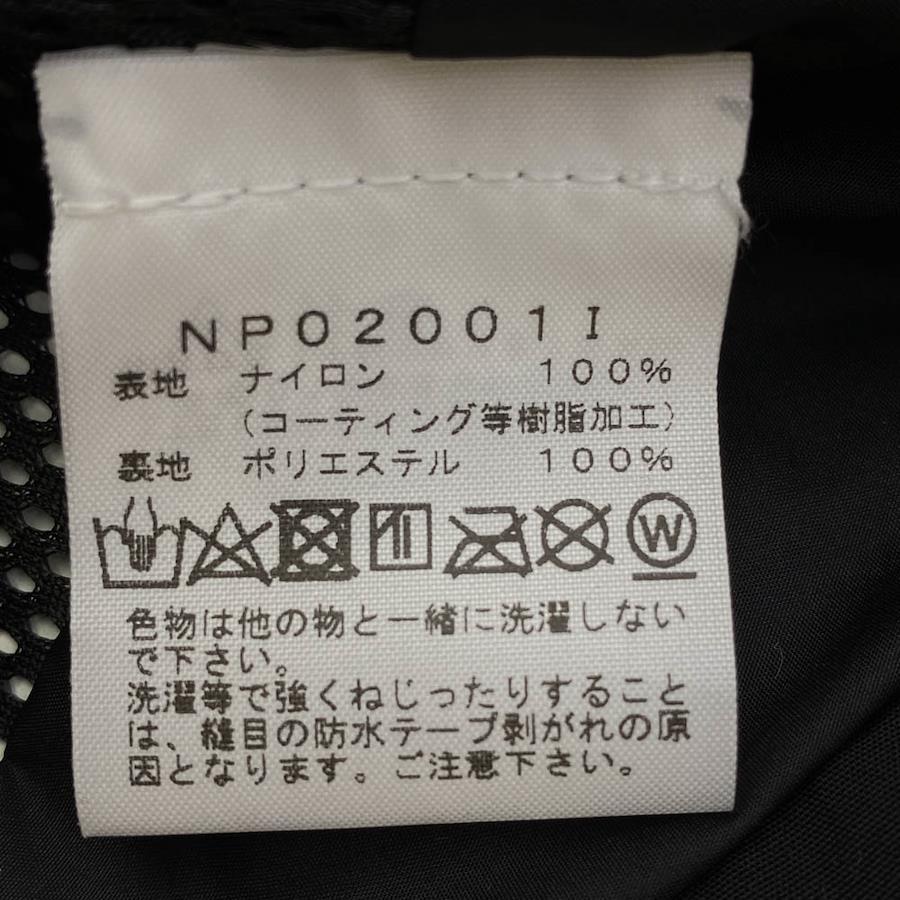 NP02001I
表地 ナイロン 100%
(コーティング等樹脂加工)
裏地 ポリエステル 100%
W
色物は他の物と一緒に洗濯しない
で下さい。
洗濯等で強くねじったりすること
は、縫目の防水テープ剥がれの原
因となります。ご注意下さい。